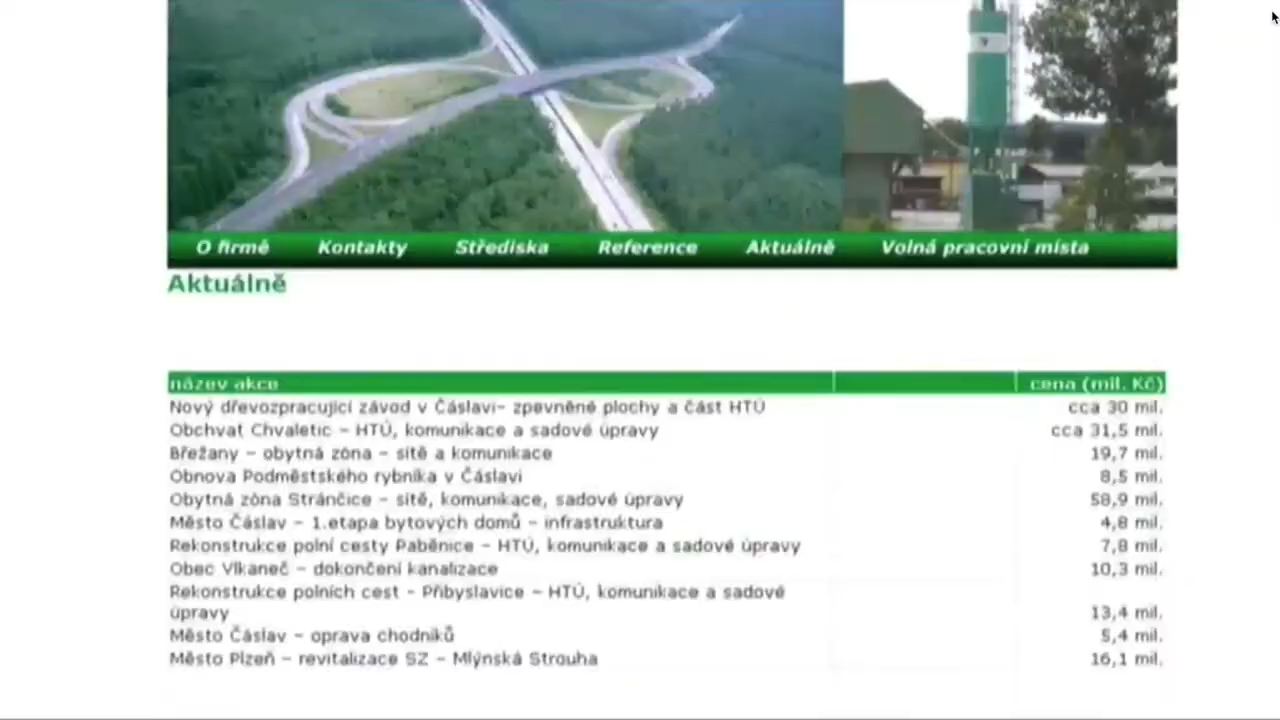 O firmě Kontakty Střediska Reference Aktuálně Volná pracovní místa
Aktuálně
název akce cena (mil. Kč)
Nový dřevozpracující závod v Čáslavi- zpevněné plochy a část HTÚ cca 30 mil.
Obchvat Chvaletic - HTÚ, komunikace a sadové úpravy cca 31,5 mil.
Břežany - obytná zóna - sítě a komunikace 19,7 mil.
Obnova Podměstského rybníka v Čáslavi 8,5 mil.
Obytná zóna Stránčice - sítě, komunikace, sadové úpravy 58,9 mil.
Město Čáslav - 1.etapa bytových domů - infrastruktura 4,8 mil.
Rekonstrukce polní cesty Paběnice - HTÚ, komunikace a sadové úpravy 7,8 mil.
Obec Vlkaneč - dokončení kanalizace 10,3 mil.
Rekonstrukce polních cest - Přibyslavice - HTÚ, komunikace a sadové
úpravy 13,4 mil.
Město Čáslav - oprava chodníků 5,4 mil.
Město Plzeň - revitalizace SZ - Mlýnská Strouha 16,1 mil.